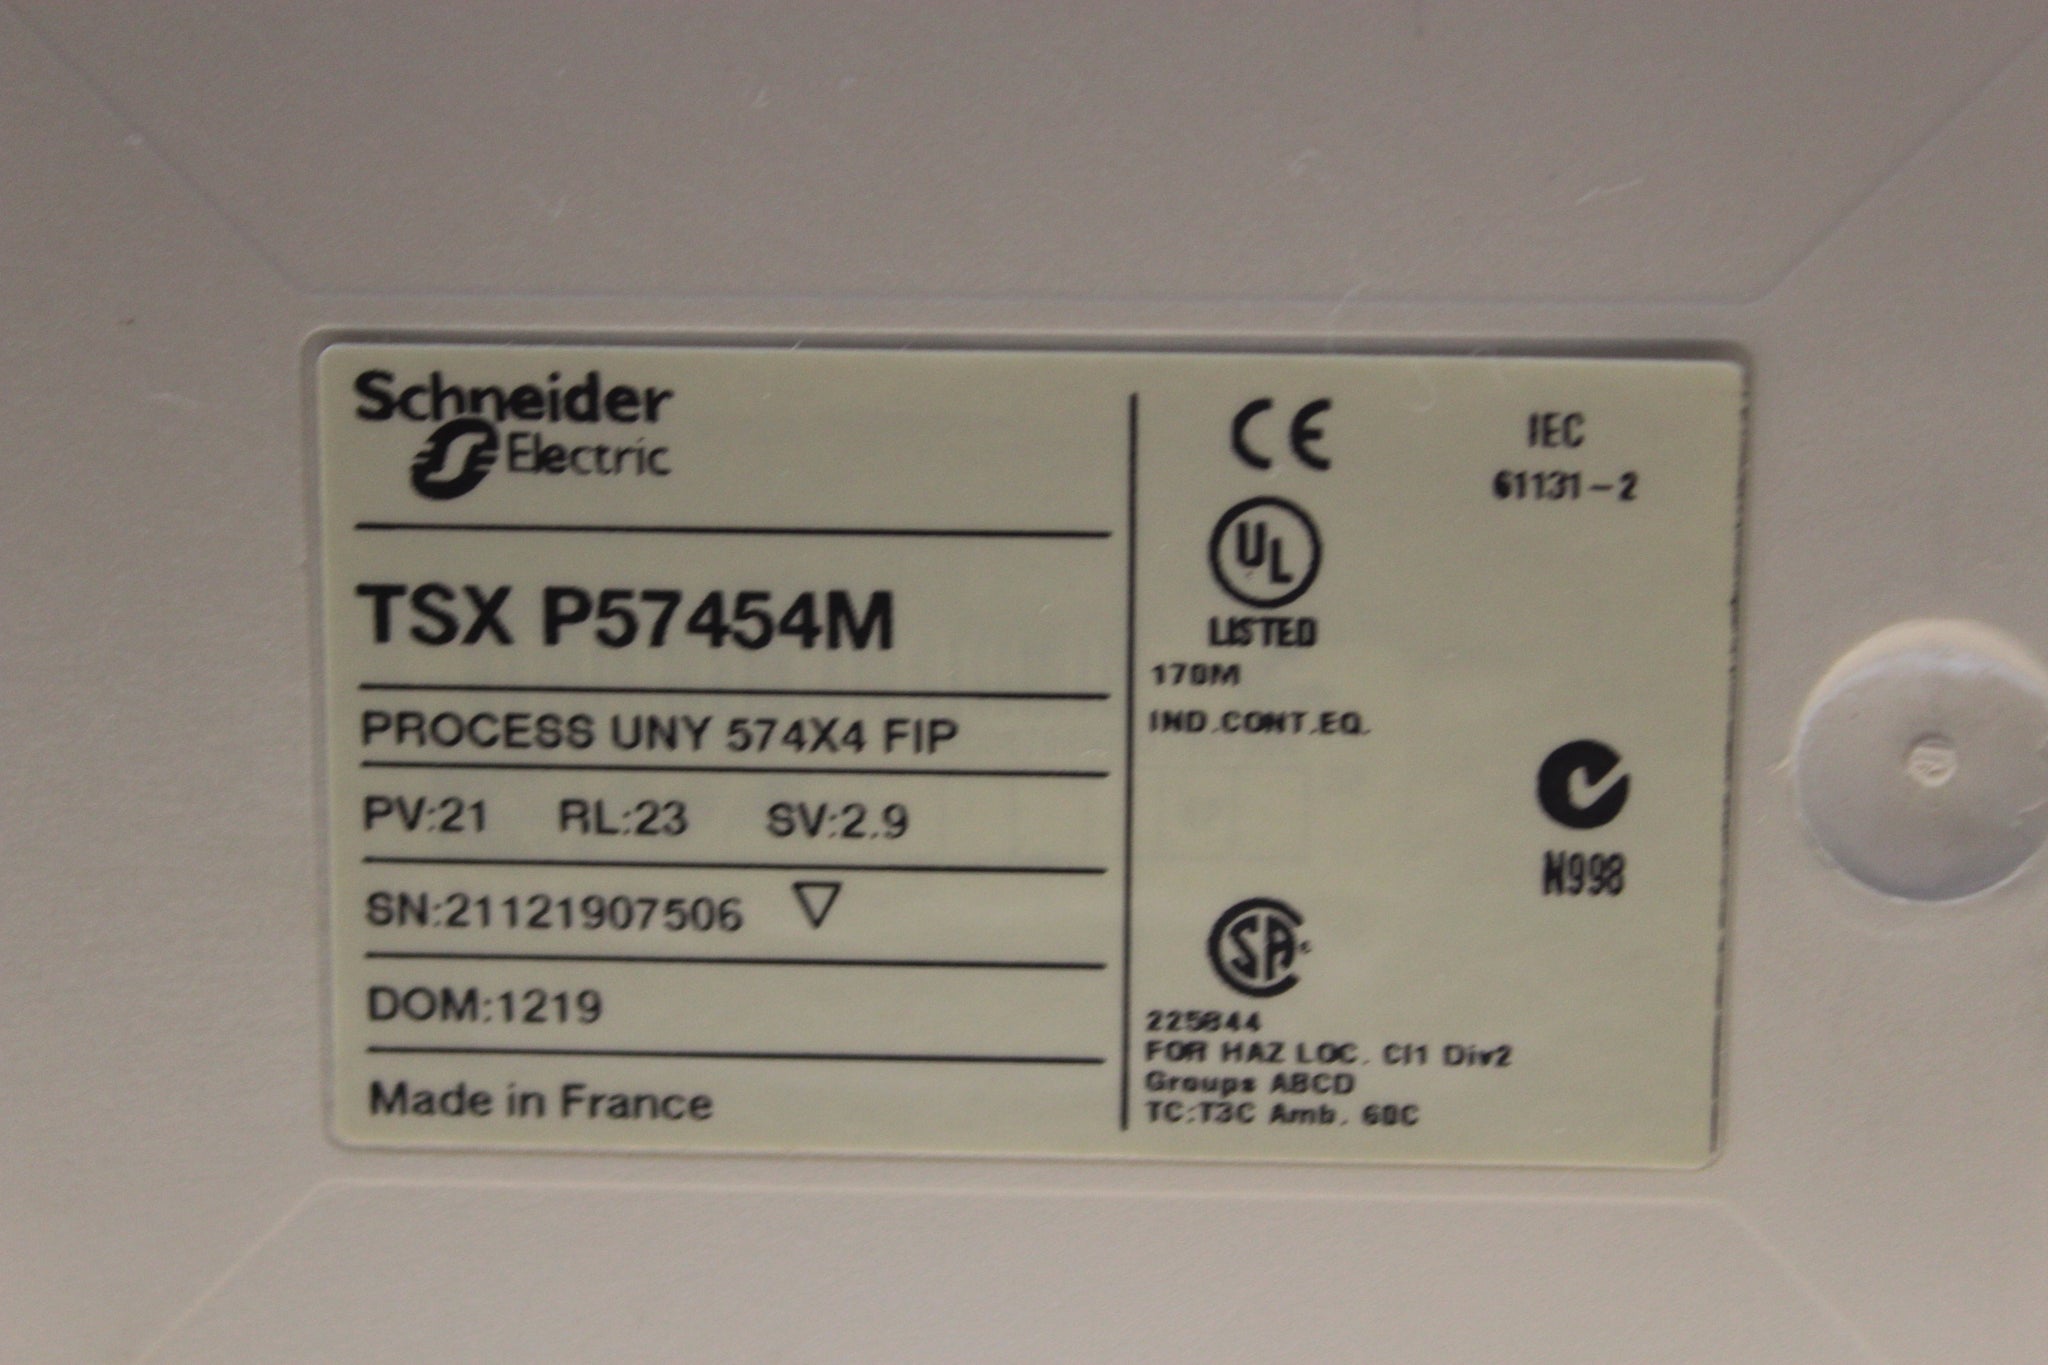 Schneider
Electric
TSX P57454M
PROCESS UNY 574X4 FIP
PV:21 RL:23 SV:2.9
SN:21121907506
DOM:1219
Made in France
CE
IEC
61131-2
UL
LISTED
170M
IND.CONT.EQ.
N998
SA
225844
FOR HAZ LOC. Cl1 Div2
Groups ABCD
TC:T3C Amb. 60C